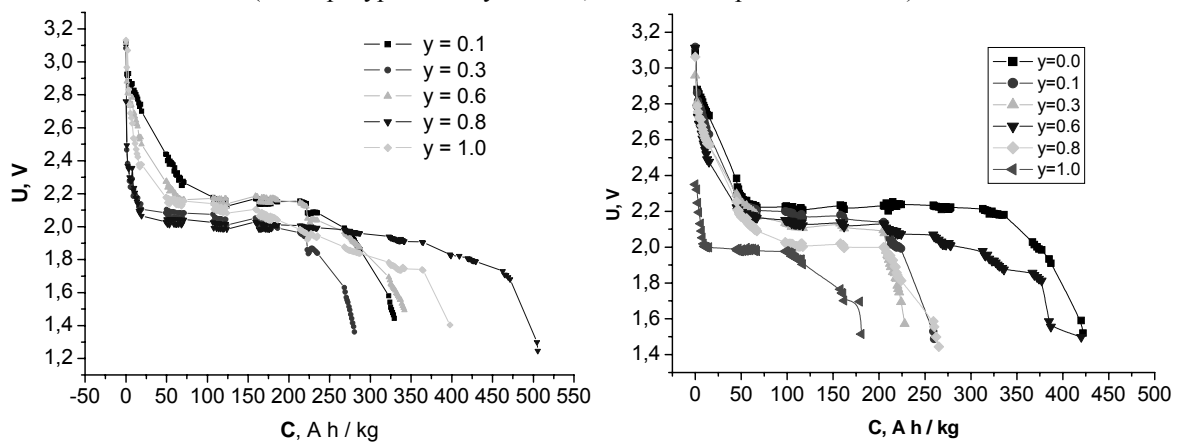 3,2
3,0
2,8
2,6
2,4
2,2
2,0
1,8
1,6
1,4
1,2
U, V
y = 0.1
y = 0.3
y = 0.6
y = 0.8
y = 1.0
-50 0 50 100 150 200 250 300 350 400 450 500 550
C, A h / kg
3,2
3,0
2,8
2,6
2,4
2,2
2,0
1,8
1,6
1,4
U, v
y=0.0
y=0.1
y=0.3
y=0.6
y=0.8
y=1.0
0 50 100 150 200 250 300 350 400 450 500
C, A h / kg